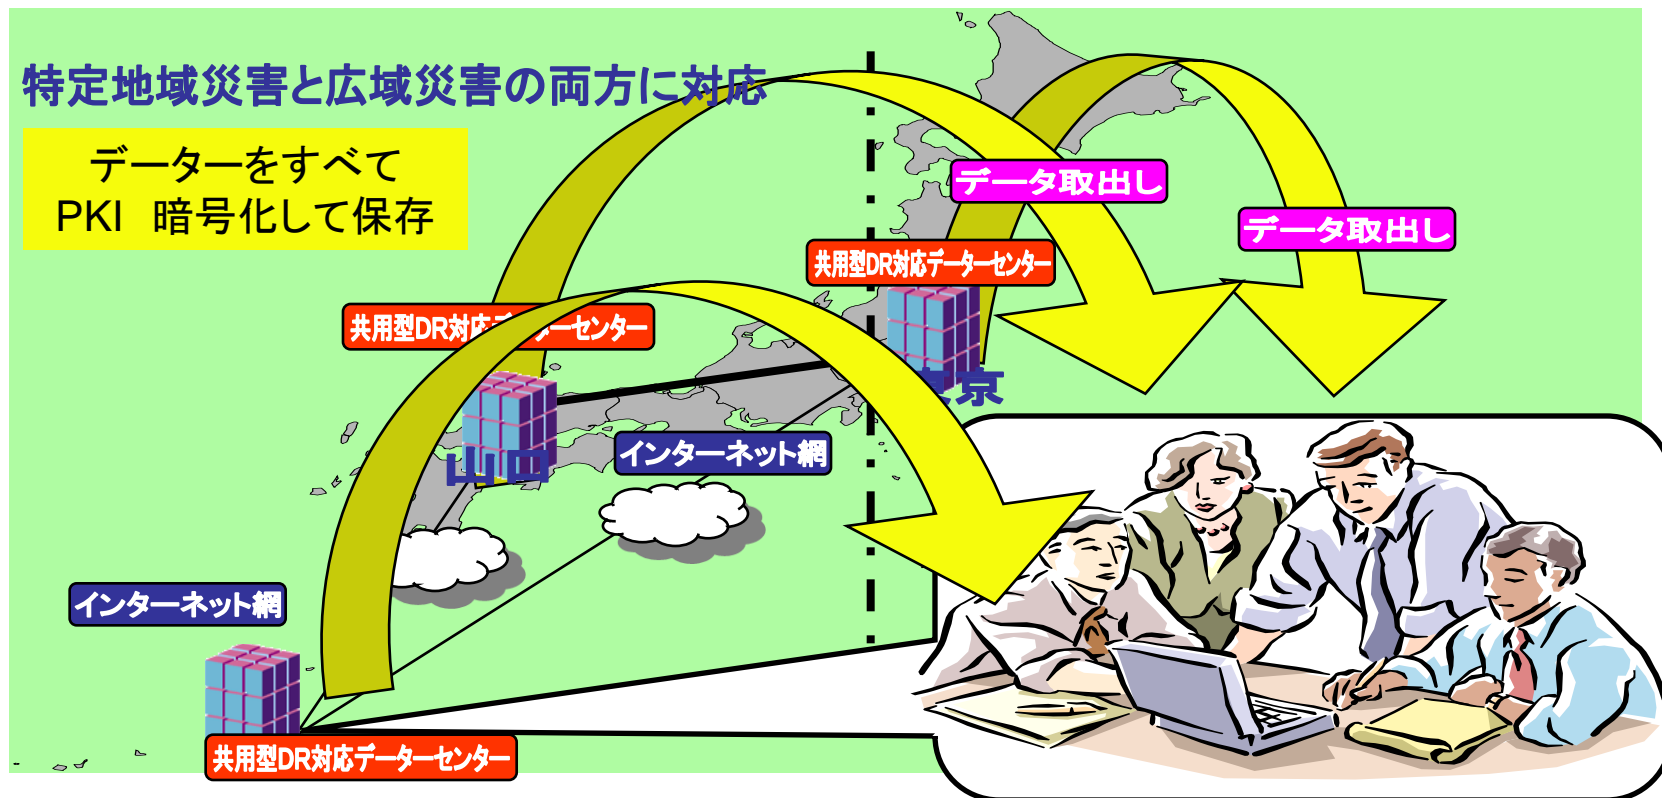 特定地域災害と広域災害の両方に対応
データーをすべて
PKI 暗号化して保存
データ取出し
データ取出し
共用型DR対応データーセンター
共用型DR対応データーセンター
東京
インターネット網
山口
インターネット網
共用型DR対応データーセンター